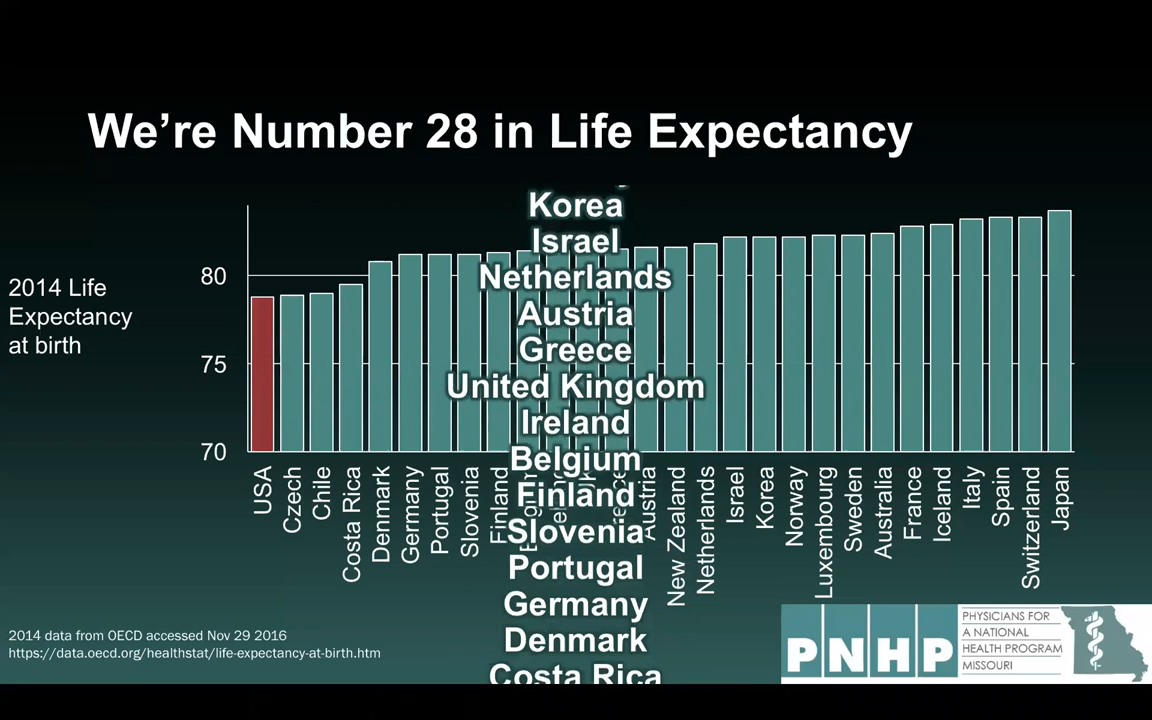 We're Number 28 in Life Expectancy
2014 Life
Expectancy
at birth
80
75
70
Korea
Israel
Netherlands
Austria
Greece
United Kingdom
Ireland
Belgium
Finland
Slovenia
Portugal
Germany
Denmark
Costa Rica
USA
Czech
Chile
Costa Rica
Denmark
Germany
Portugal
Slovenia
Finland
Austria
New Zealand
Netherlands
Israel
Korea
Norway
Luxembourg
Sweden
Australia
France
Iceland
Italy
Spain
Switzerland
Japan
2014 data from OECD accessed Nov 29 2016
https://data.oecd.org/healthstat/life-expectancy-at-birth.htm
PNHP
PHYSICIANS FOR
A NATIONAL
HEALTH PROGRAM
MISSOURI